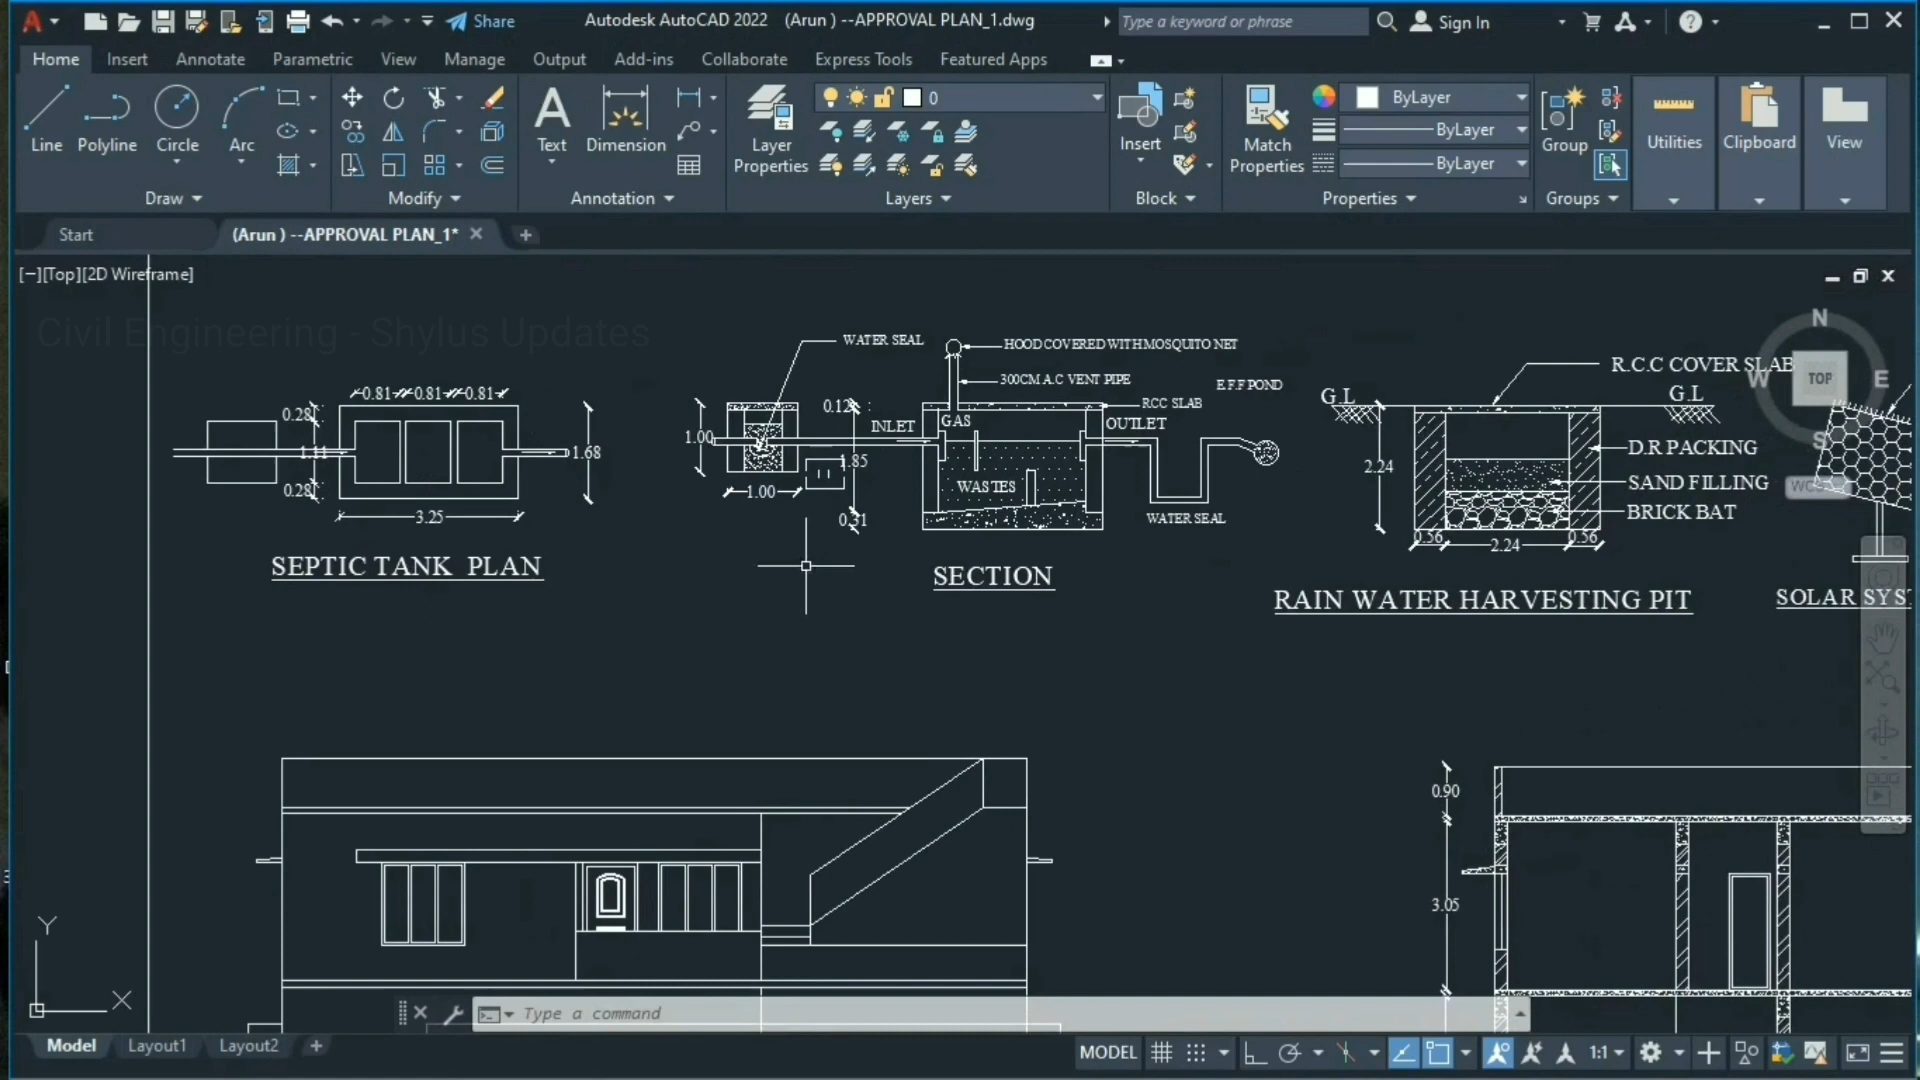 Share
Autodesk AutoCAD 2022 (Arun ) --APPROVAL PLAN_1.dwg
Type a keyword or phrase
Sign In
Home Insert Annotate Parametric View Manage Output Add-ins Collaborate Express Tools Featured Apps
Line Polyline Circle Arc
Text Dimension
Layer Properties
0
Insert
Match Properties
ByLayer
ByLayer
ByLayer
Group
Utilities
Clipboard
View
Draw Modify Annotation Layers Block Properties Groups
Start
(Arun ) --APPROVAL PLAN_1*
[−][Top][2D Wireframe]
Civil Engineering - Shylus Updates
0.81 0.81 0.81
0.28
1.11
0.28
1.68
3.25
SEPTIC TANK PLAN
WATER SEAL
1.00
1.00
0.12
1.85
0.31
HOOD COVERED WITH MOSQUITO NET
300CM A.C VENT PIPE
E.F.F POND
RCC SLAB
INLET
GAS
OUTLET
WASTES
WATER SEAL
SECTION
R.C.C COVER SLAB
G.L
G.L
2.24
D.R PACKING
SAND FILLING
BRICK BAT
0.56
2.24
0.56
RAIN WATER HARVESTING PIT
SOLAR SYS
N
W
TOP
E
S
0.90
3.05
Y
X
Type a command
Model Layout1 Layout2
MODEL
1:1